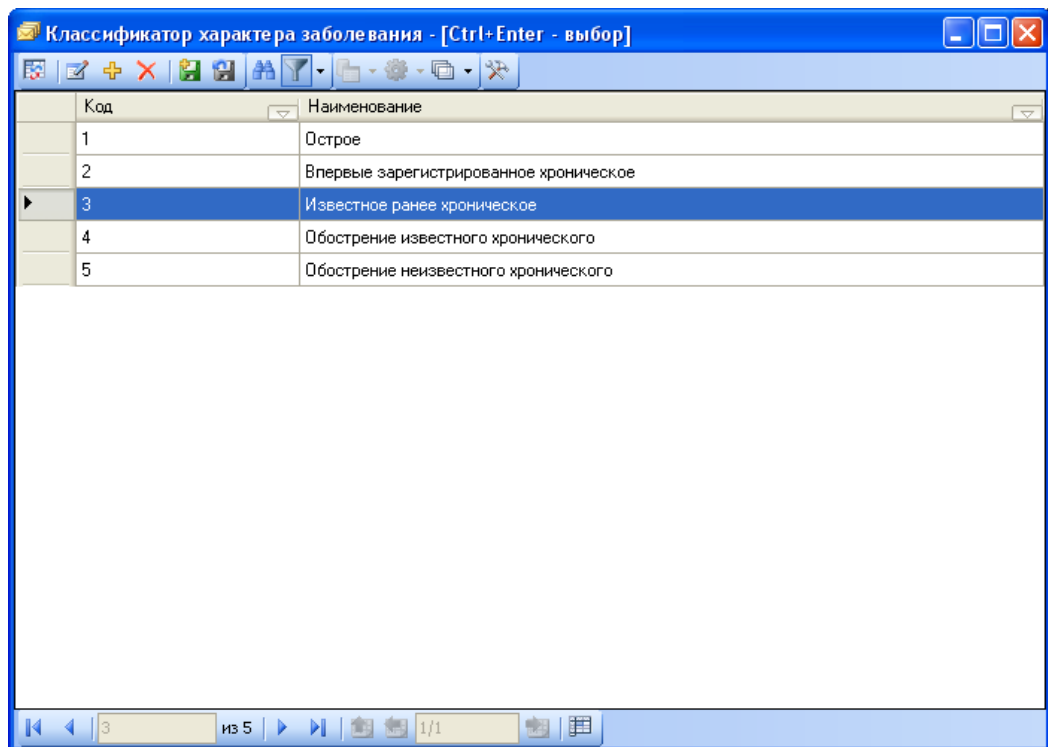 Классификатор характера заболевания - [Ctrl+Enter - выбор]
Код Наименование
1 Острое
2 Впервые зарегистрированное хроническое
3 Известное ранее хроническое
4 Обострение известного хронического
5 Обострение неизвестного хронического
3 из 5 1/1